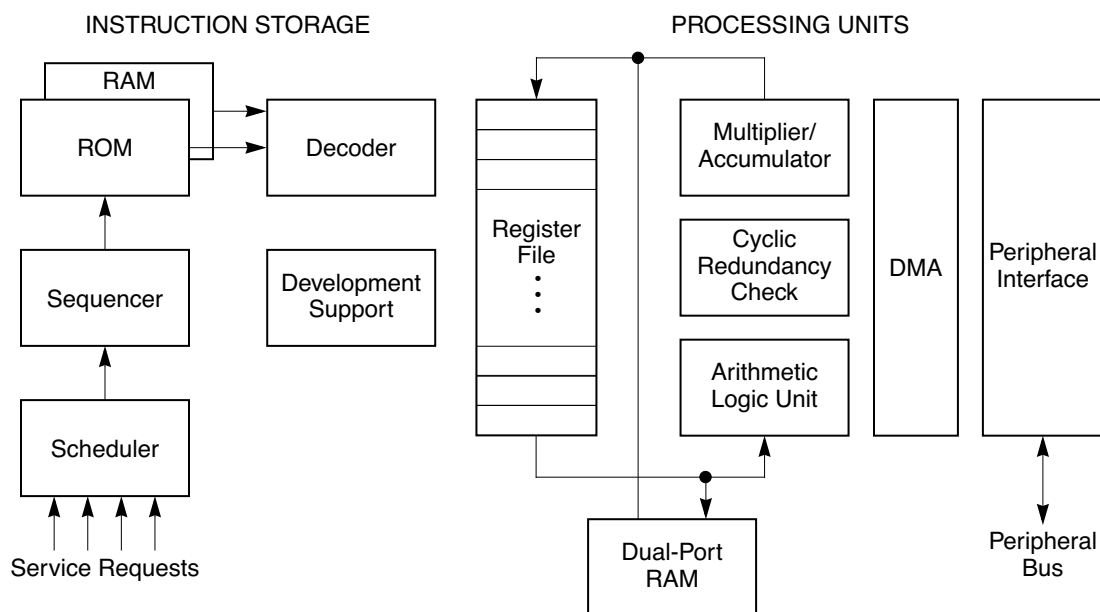 INSTRUCTION STORAGE
PROCESSING UNITS
RAM
ROM
Decoder
Sequencer
Development
Support
Scheduler
Service Requests
Register
File
Multiplier/
Accumulator
Cyclic
Redundancy
Check
Arithmetic
Logic Unit
DMA
Peripheral
Interface
Dual-Port
RAM
Peripheral
Bus